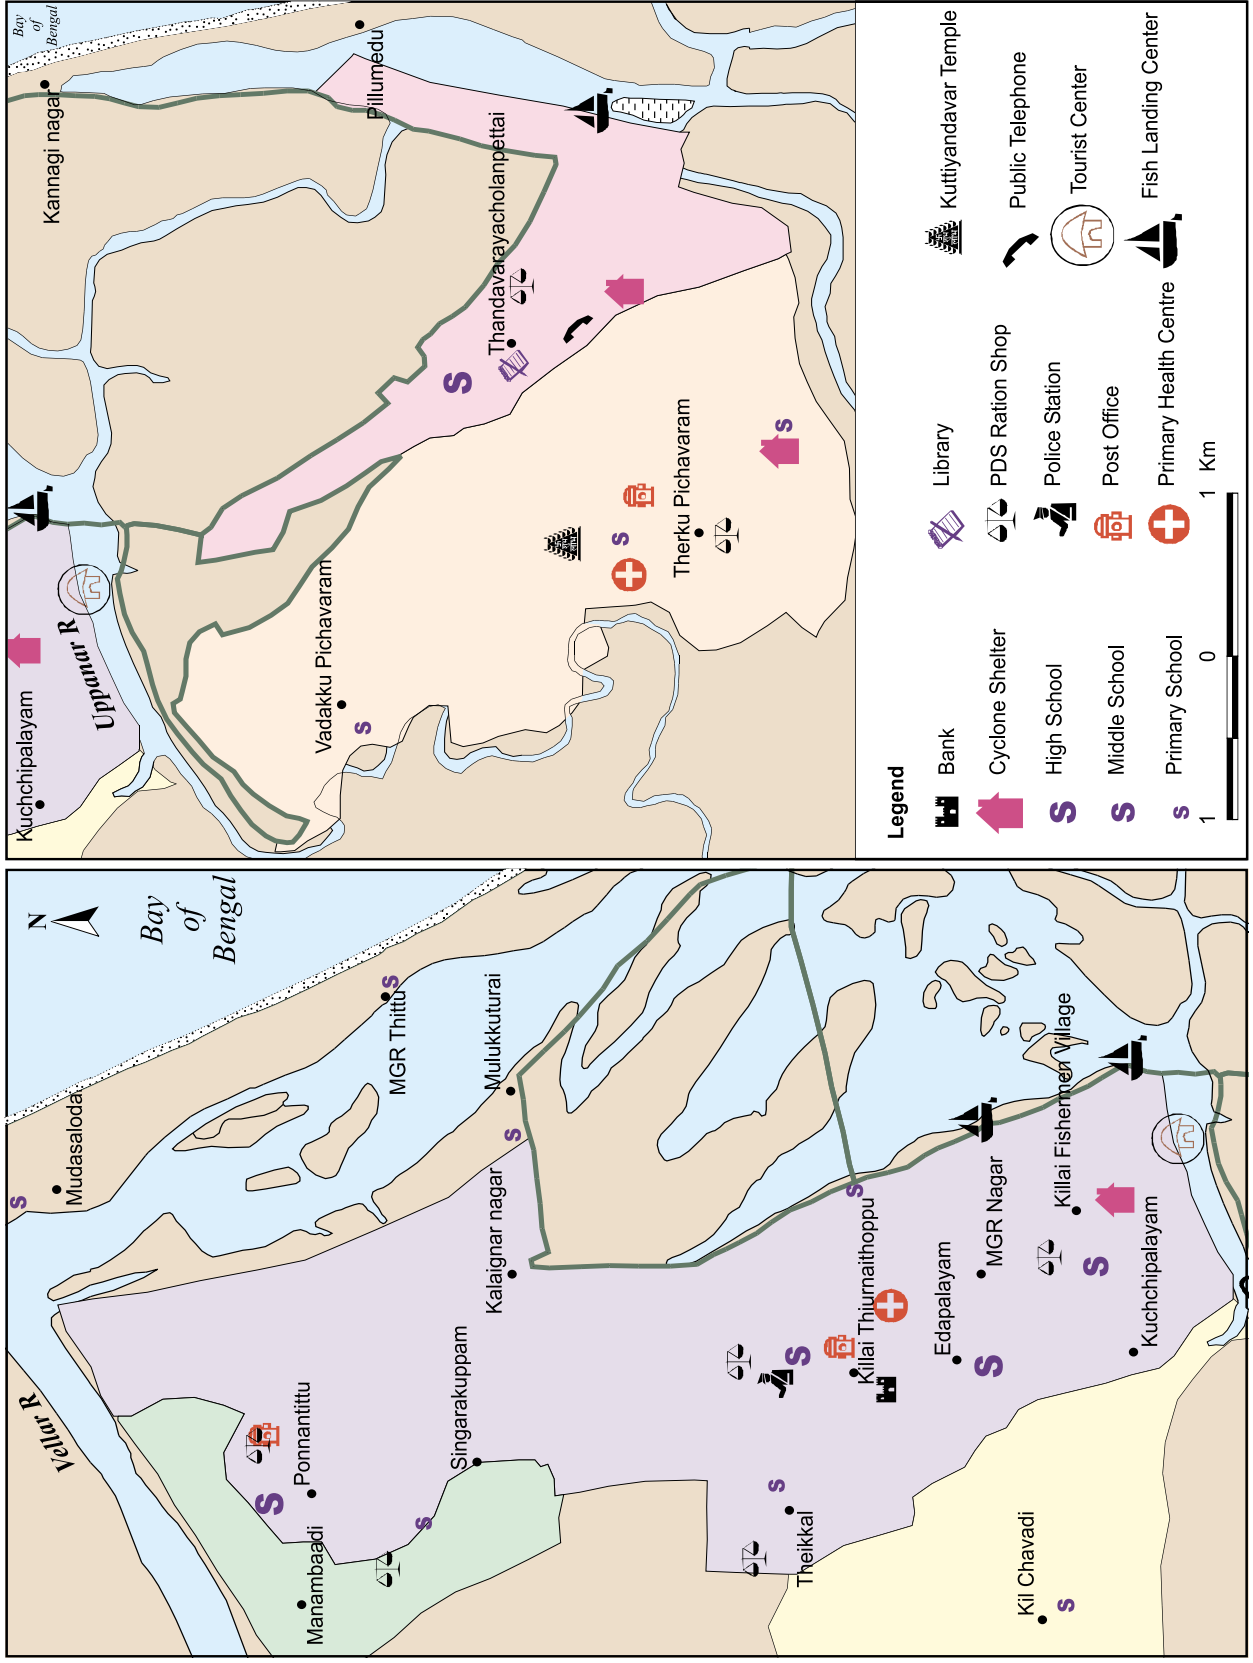 N
Bay
of
Bengal
Vellar R
Mudasalodai
MGR Thittu
Mulukkuturai
Kalaignar nagar
Singarakuppam
Ponnantittu
Manambaadi
Killai Thiurnaithoppu
Edapalayam
MGR Nagar
Killai Fishermen Village
Kuchchipalayam
Theikkal
Kil Chavadi
Bay
of
Bengal
Kannagi nagar
Pillumedu
Kuchchipalayam
Uppanar R
Thandavarayacholanpettai
Vadakku Pichavaram
Therku Pichavaram
Legend
Bank
Cyclone Shelter
High School
Middle School
Primary School
Library
PDS Ration Shop
Police Station
Post Office
Primary Health Centre
Kuttiyandavar Temple
Public Telephone
Tourist Center
Fish Landing Center
1 0 1 Km